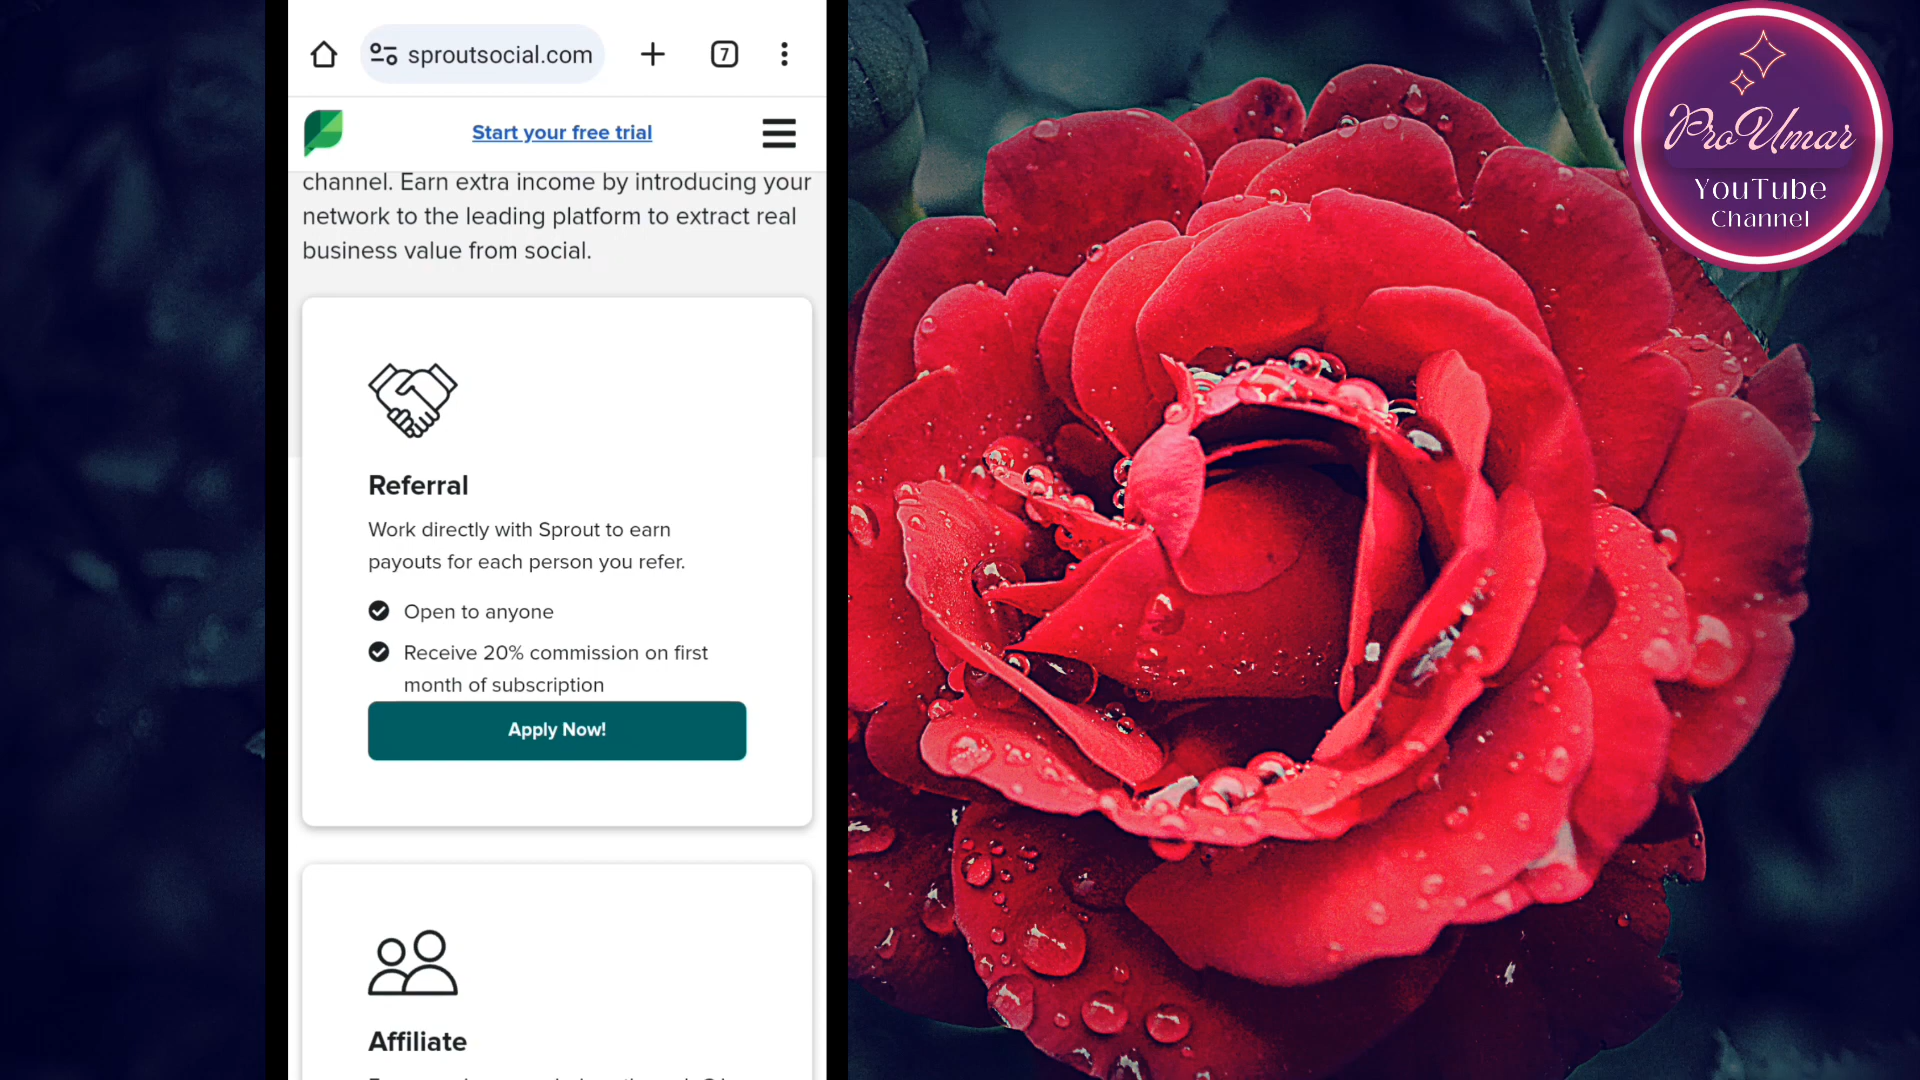 sproutsocial.com
7
Start your free trial
channel. Earn extra income by introducing your
network to the leading platform to extract real
business value from social.
Referral
Work directly with Sprout to earn
payouts for each person you refer.
Open to anyone
Receive 20% commission on first
month of subscription
Apply Now!
Affiliate
ProUmar
YouTube
Channel